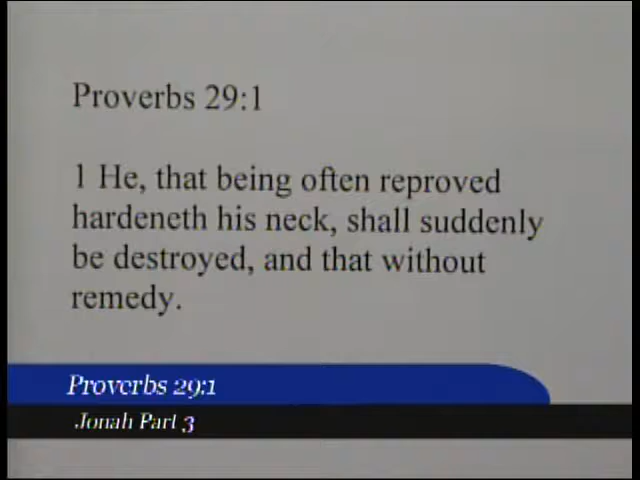 Proverbs 29:1
1 He, that being often reproved
hardeneth his neck, shall suddenly
be destroyed, and that without
remedy.
Proverbs 29:1
Jonah Part 3